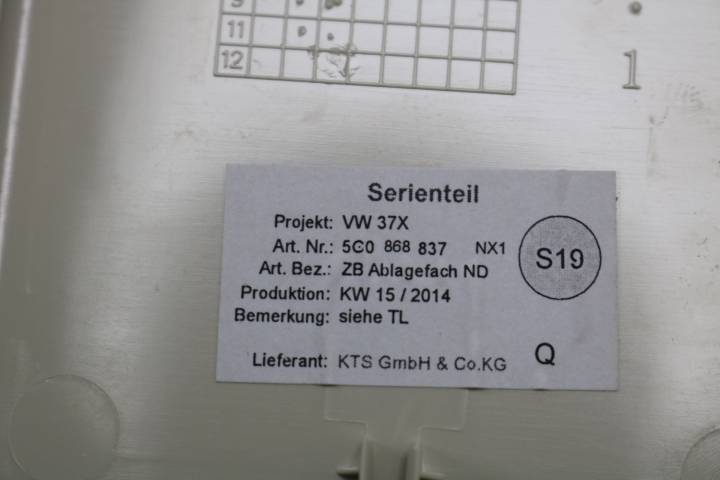 9
11
12
1
Serienteil
Projekt: VW 37X
Art. Nr.: 5C0 868 837 NX1
Art. Bez.: ZB Ablagefach ND
S19
Produktion: KW 15 / 2014
Bemerkung: siehe TL
Lieferant: KTS GmbH & Co.KG Q